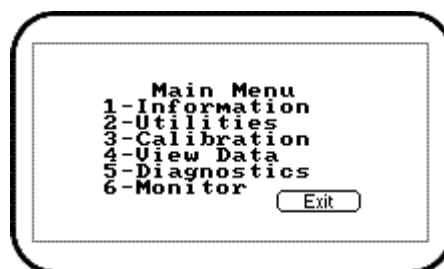 Main Menu
1-Information
2-Utilities
3-Calibration
4-View Data
5-Diagnostics
6-Monitor
Exit